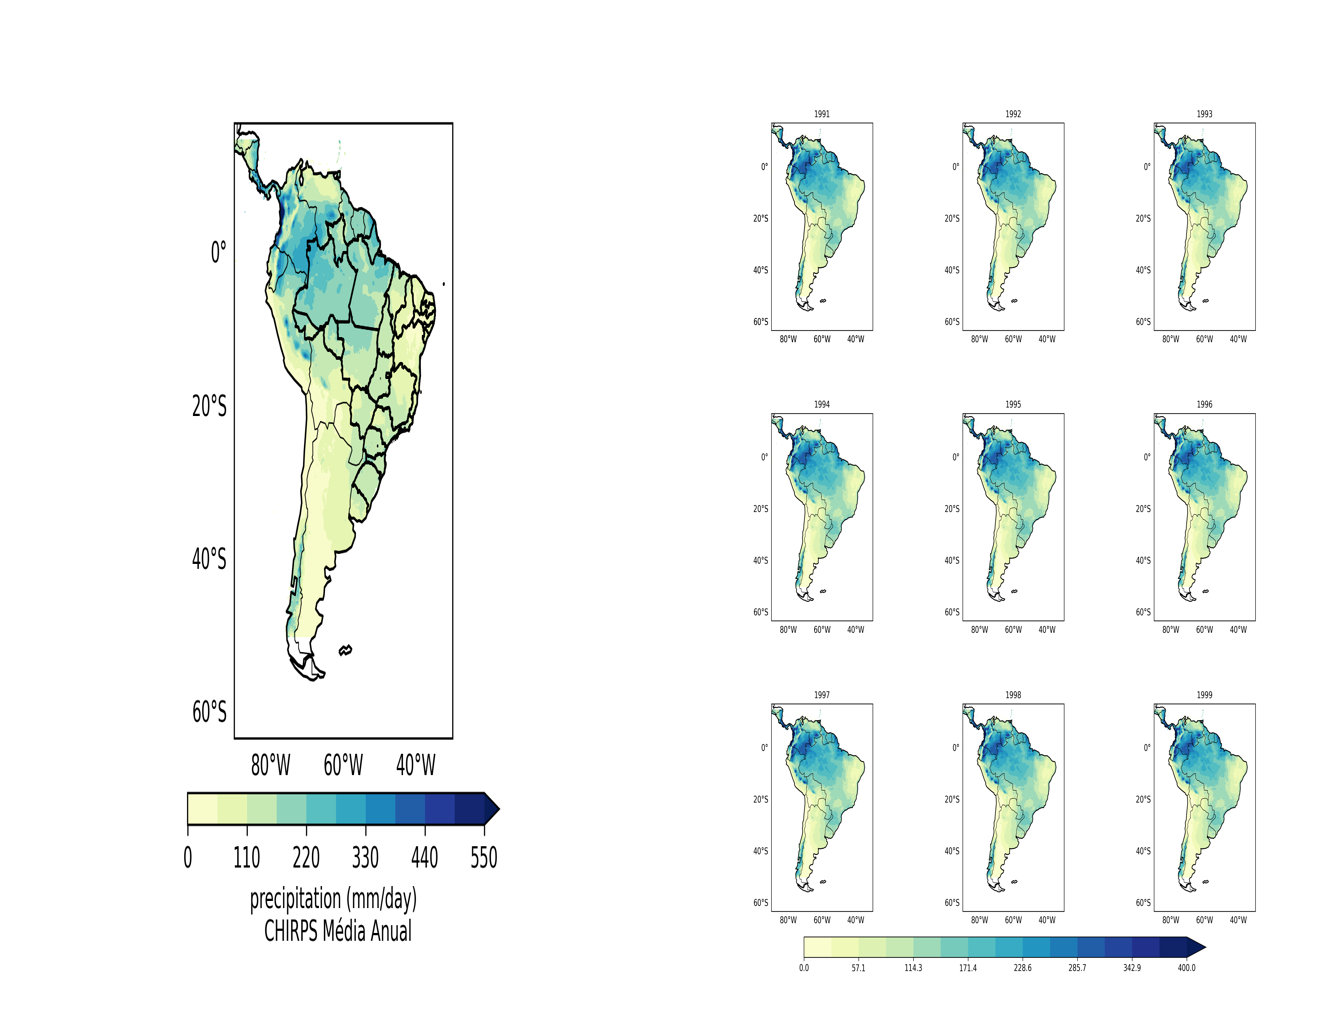 0°
20°S
40°S
60°S
80°W 60°W 40°W
0 110 220 330 440 550
precipitation (mm/day)
CHIRPS Média Anual
1991 1992 1993
0° 0° 0°
20°S 20°S 20°S
40°S 40°S 40°S
60°S 60°S 60°S
80°W 60°W 40°W 80°W 60°W 40°W 80°W 60°W 40°W
1994 1995 1996
0° 0° 0°
20°S 20°S 20°S
40°S 40°S 40°S
60°S 60°S 60°S
80°W 60°W 40°W 80°W 60°W 40°W 80°W 60°W 40°W
1997 1998 1999
0° 0° 0°
20°S 20°S 20°S
40°S 40°S 40°S
60°S 60°S 60°S
80°W 60°W 40°W 80°W 60°W 40°W 80°W 60°W 40°W
0.0 57.1 114.3 171.4 228.6 285.7 342.9 400.0